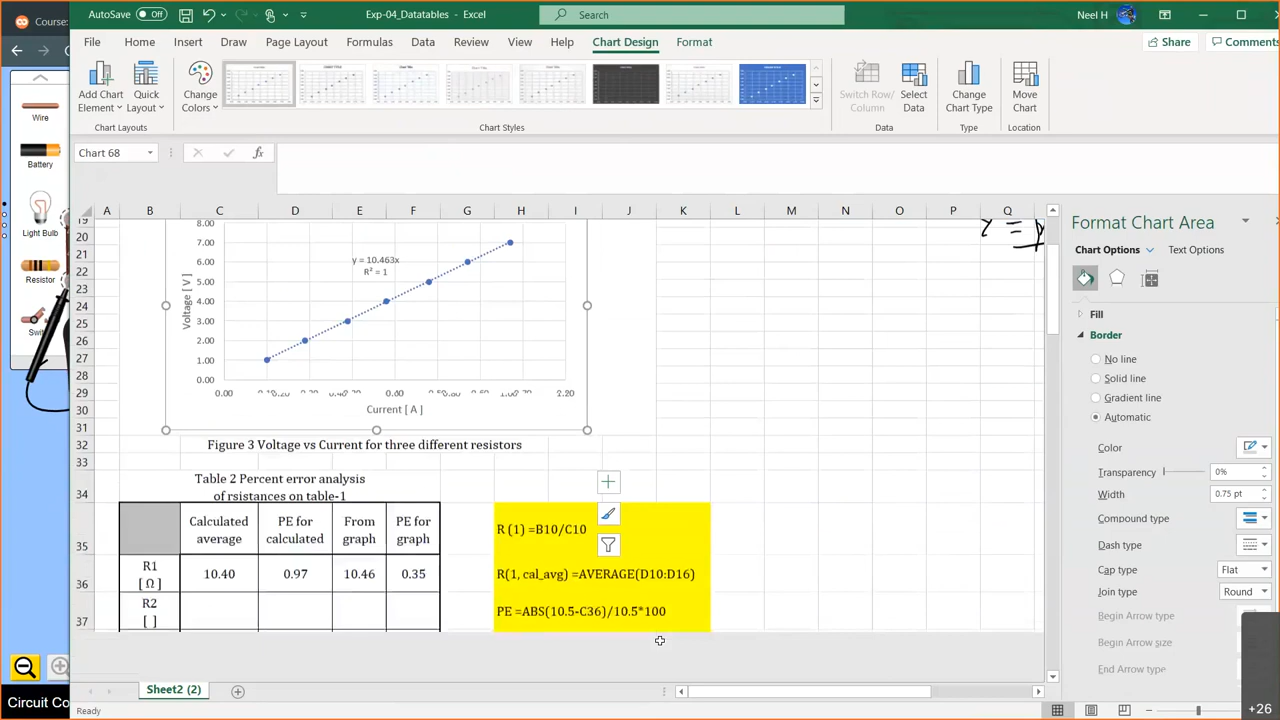 Course:
AutoSave Off
Exp-04_Datatables - Excel
Search
Neel H
File Home Insert Draw Page Layout Formulas Data Review View Help Chart Design Format
Share Comments
Add Chart Element
Quick Layout
Change Colors
Switch Row/ Column
Select Data
Change Chart Type
Move Chart
Chart Layouts Chart Styles Data Type Location
Chart 68
fx
A B C D E F G H I J K L M N O P Q
19
20
21
22
23
24
25
26
27
28
29
30
31
32
33
34
35
36
37
Wire
Battery
Light Bulb
Resistor
8.00
7.00
6.00
5.00
4.00
3.00
2.00
1.00
0.00
Voltage [ V ]
y = 10.463x
R² = 1
Current [ A ]
Figure 3 Voltage vs Current for three different resistors
Table 2 Percent error analysis
of rsistances on table-1
Calculated average PE for calculated From graph PE for graph
R1 [ Ω ] 10.40 0.97 10.46 0.35
R2 [ ]
R (1) =B10/C10
R(1, cal_avg) =AVERAGE(D10:D16)
PE =ABS(10.5-C36)/10.5*100
Format Chart Area
Chart Options Text Options
Fill
Border
No line
Solid line
Gradient line
Automatic
Color
Transparency 0%
Width 0.75 pt
Compound type
Dash type
Cap type Flat
Join type Round
Begin Arrow type
Begin Arrow size
End Arrow type
Sheet2 (2)
Circuit Co
Ready
+26